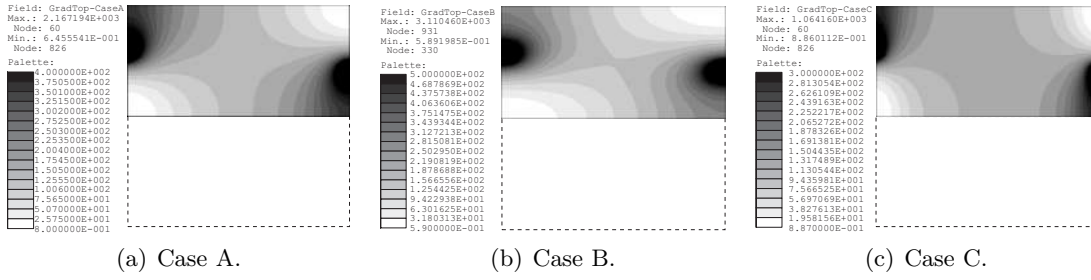 Field: GradTop-CaseA
Max.: 2.167194E+003
Node: 60
Min.: 6.455541E-001
Node: 826
Palette:
4.000000E+002
3.750500E+002
3.501000E+002
3.251500E+002
3.002000E+002
2.752500E+002
2.503000E+002
2.253500E+002
2.004000E+002
1.754500E+002
1.505000E+002
1.255500E+002
1.006000E+002
7.565000E+001
5.070000E+001
2.575000E+001
8.000000E-001
(a) Case A.
Field: GradTop-CaseB
Max.: 3.110460E+003
Node: 931
Min.: 5.891985E-001
Node: 330
Palette:
5.000000E+002
4.687869E+002
4.375738E+002
4.063606E+002
3.751475E+002
3.439344E+002
3.127213E+002
2.815081E+002
2.502950E+002
2.190819E+002
1.878688E+002
1.566556E+002
1.254425E+002
9.422938E+001
6.301625E+001
3.180313E+001
5.900000E-001
(b) Case B.
Field: GradTop-CaseC
Max.: 1.064160E+003
Node: 60
Min.: 8.860112E-001
Node: 826
Palette:
3.000000E+002
2.813054E+002
2.626109E+002
2.439163E+002
2.252217E+002
2.065272E+002
1.878326E+002
1.691381E+002
1.504435E+002
1.317489E+002
1.130544E+002
9.435981E+001
7.566525E+001
5.697069E+001
3.827613E+001
1.958156E+001
8.870000E-001
(c) Case C.